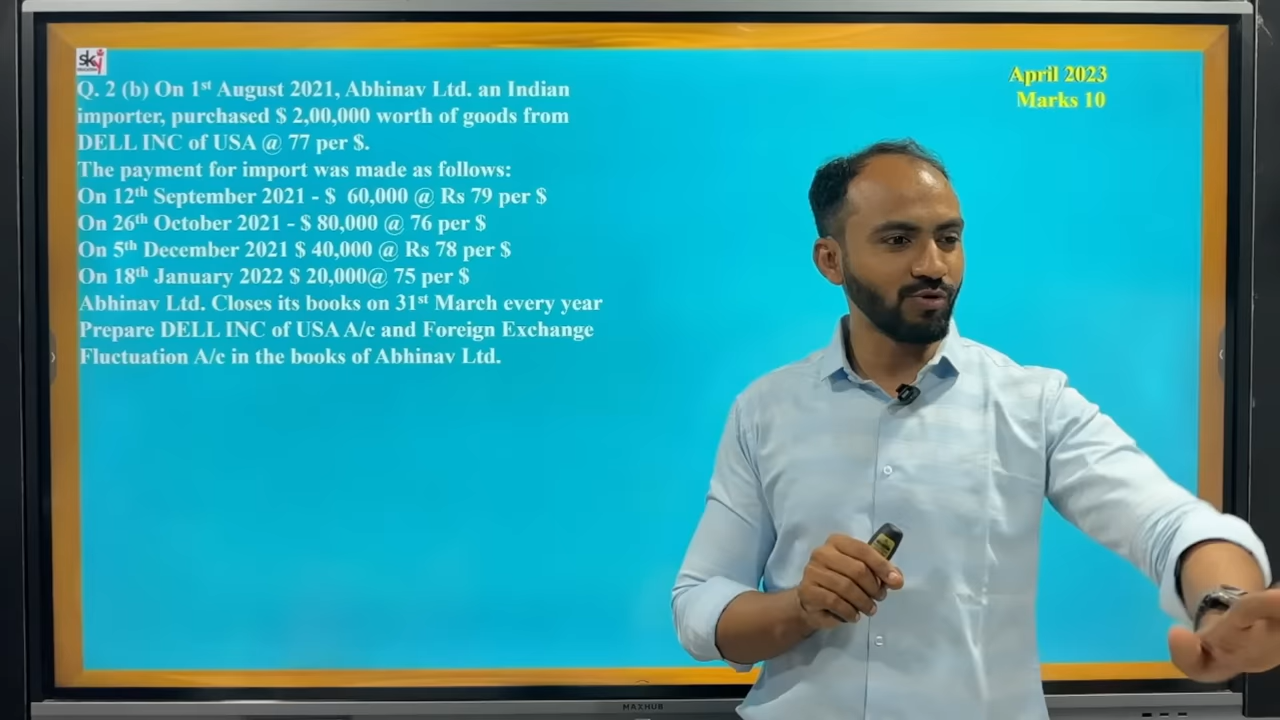 sky
Q. 2 (b) On 1st August 2021, Abhinav Ltd. an Indian
importer, purchased $ 2,00,000 worth of goods from
DELL INC of USA @ 77 per $.
The payment for import was made as follows:
On 12th September 2021 - $ 60,000 @ Rs 79 per $
On 26th October 2021 - $ 80,000 @ 76 per $
On 5th December 2021 $ 40,000 @ Rs 78 per $
On 18th January 2022 $ 20,000@ 75 per $
Abhinav Ltd. Closes its books on 31st March every year
Prepare DELL INC of USA A/c and Foreign Exchange
Fluctuation A/c in the books of Abhinav Ltd.
April 2023
Marks 10
MAXHUB